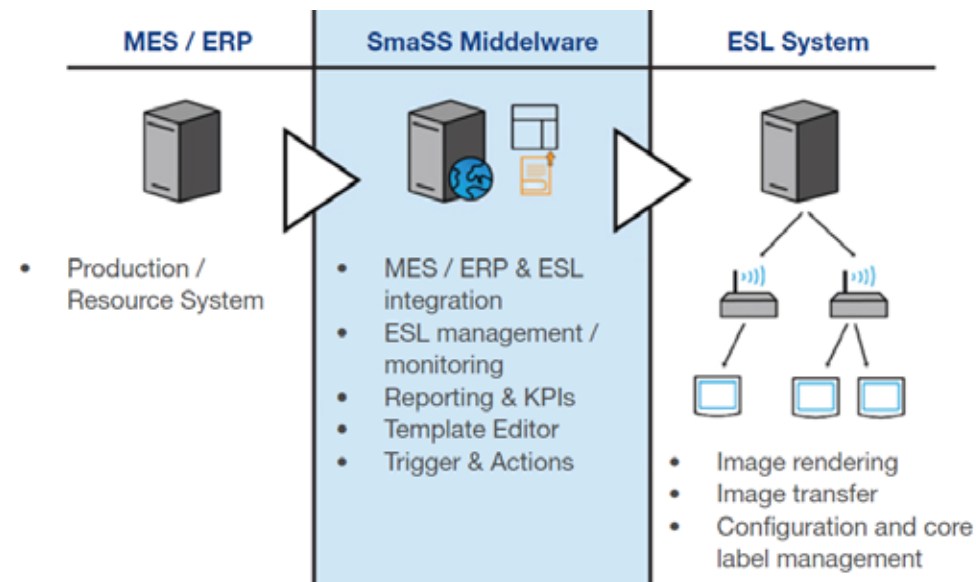 MES / ERP
SmaSS Middelware
ESL System
• Production /
Resource System
• MES / ERP & ESL
integration
• ESL management /
monitoring
• Reporting & KPIs
• Template Editor
• Trigger & Actions
• Image rendering
• Image transfer
• Configuration and core
label management